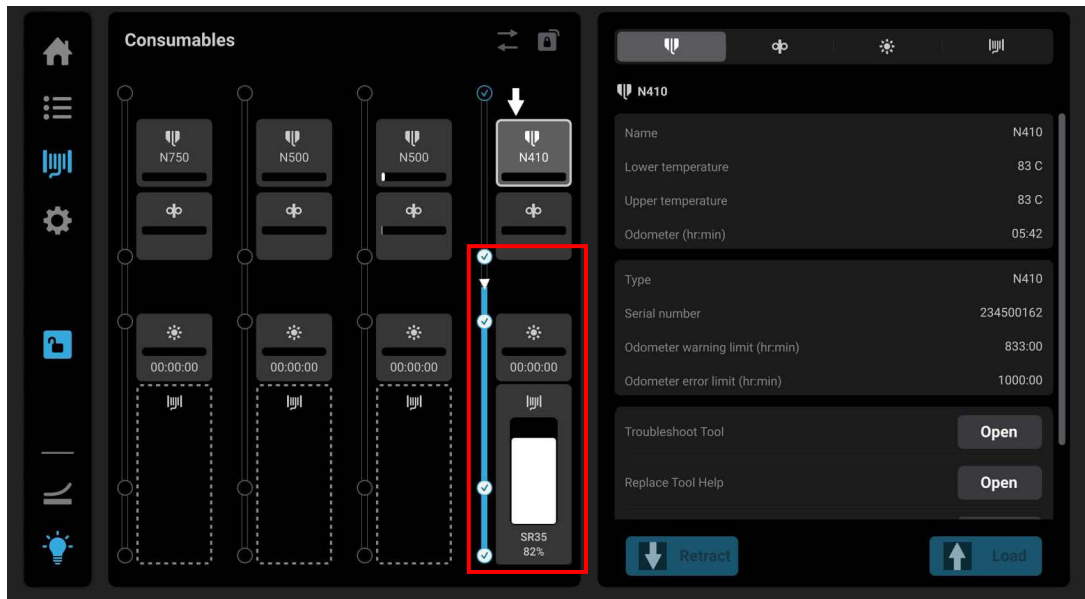 Consumables
N750
N500
N500
N410
00:00:00
00:00:00
00:00:00
00:00:00
SR35
82%
N410
Name N410
Lower temperature 83 C
Upper temperature 83 C
Odometer (hr:min) 05:42
Type N410
Serial number 234500162
Odometer warning limit (hr:min) 833:00
Odometer error limit (hr:min) 1000:00
Troubleshoot Tool Open
Replace Tool Help Open
Retract
Load